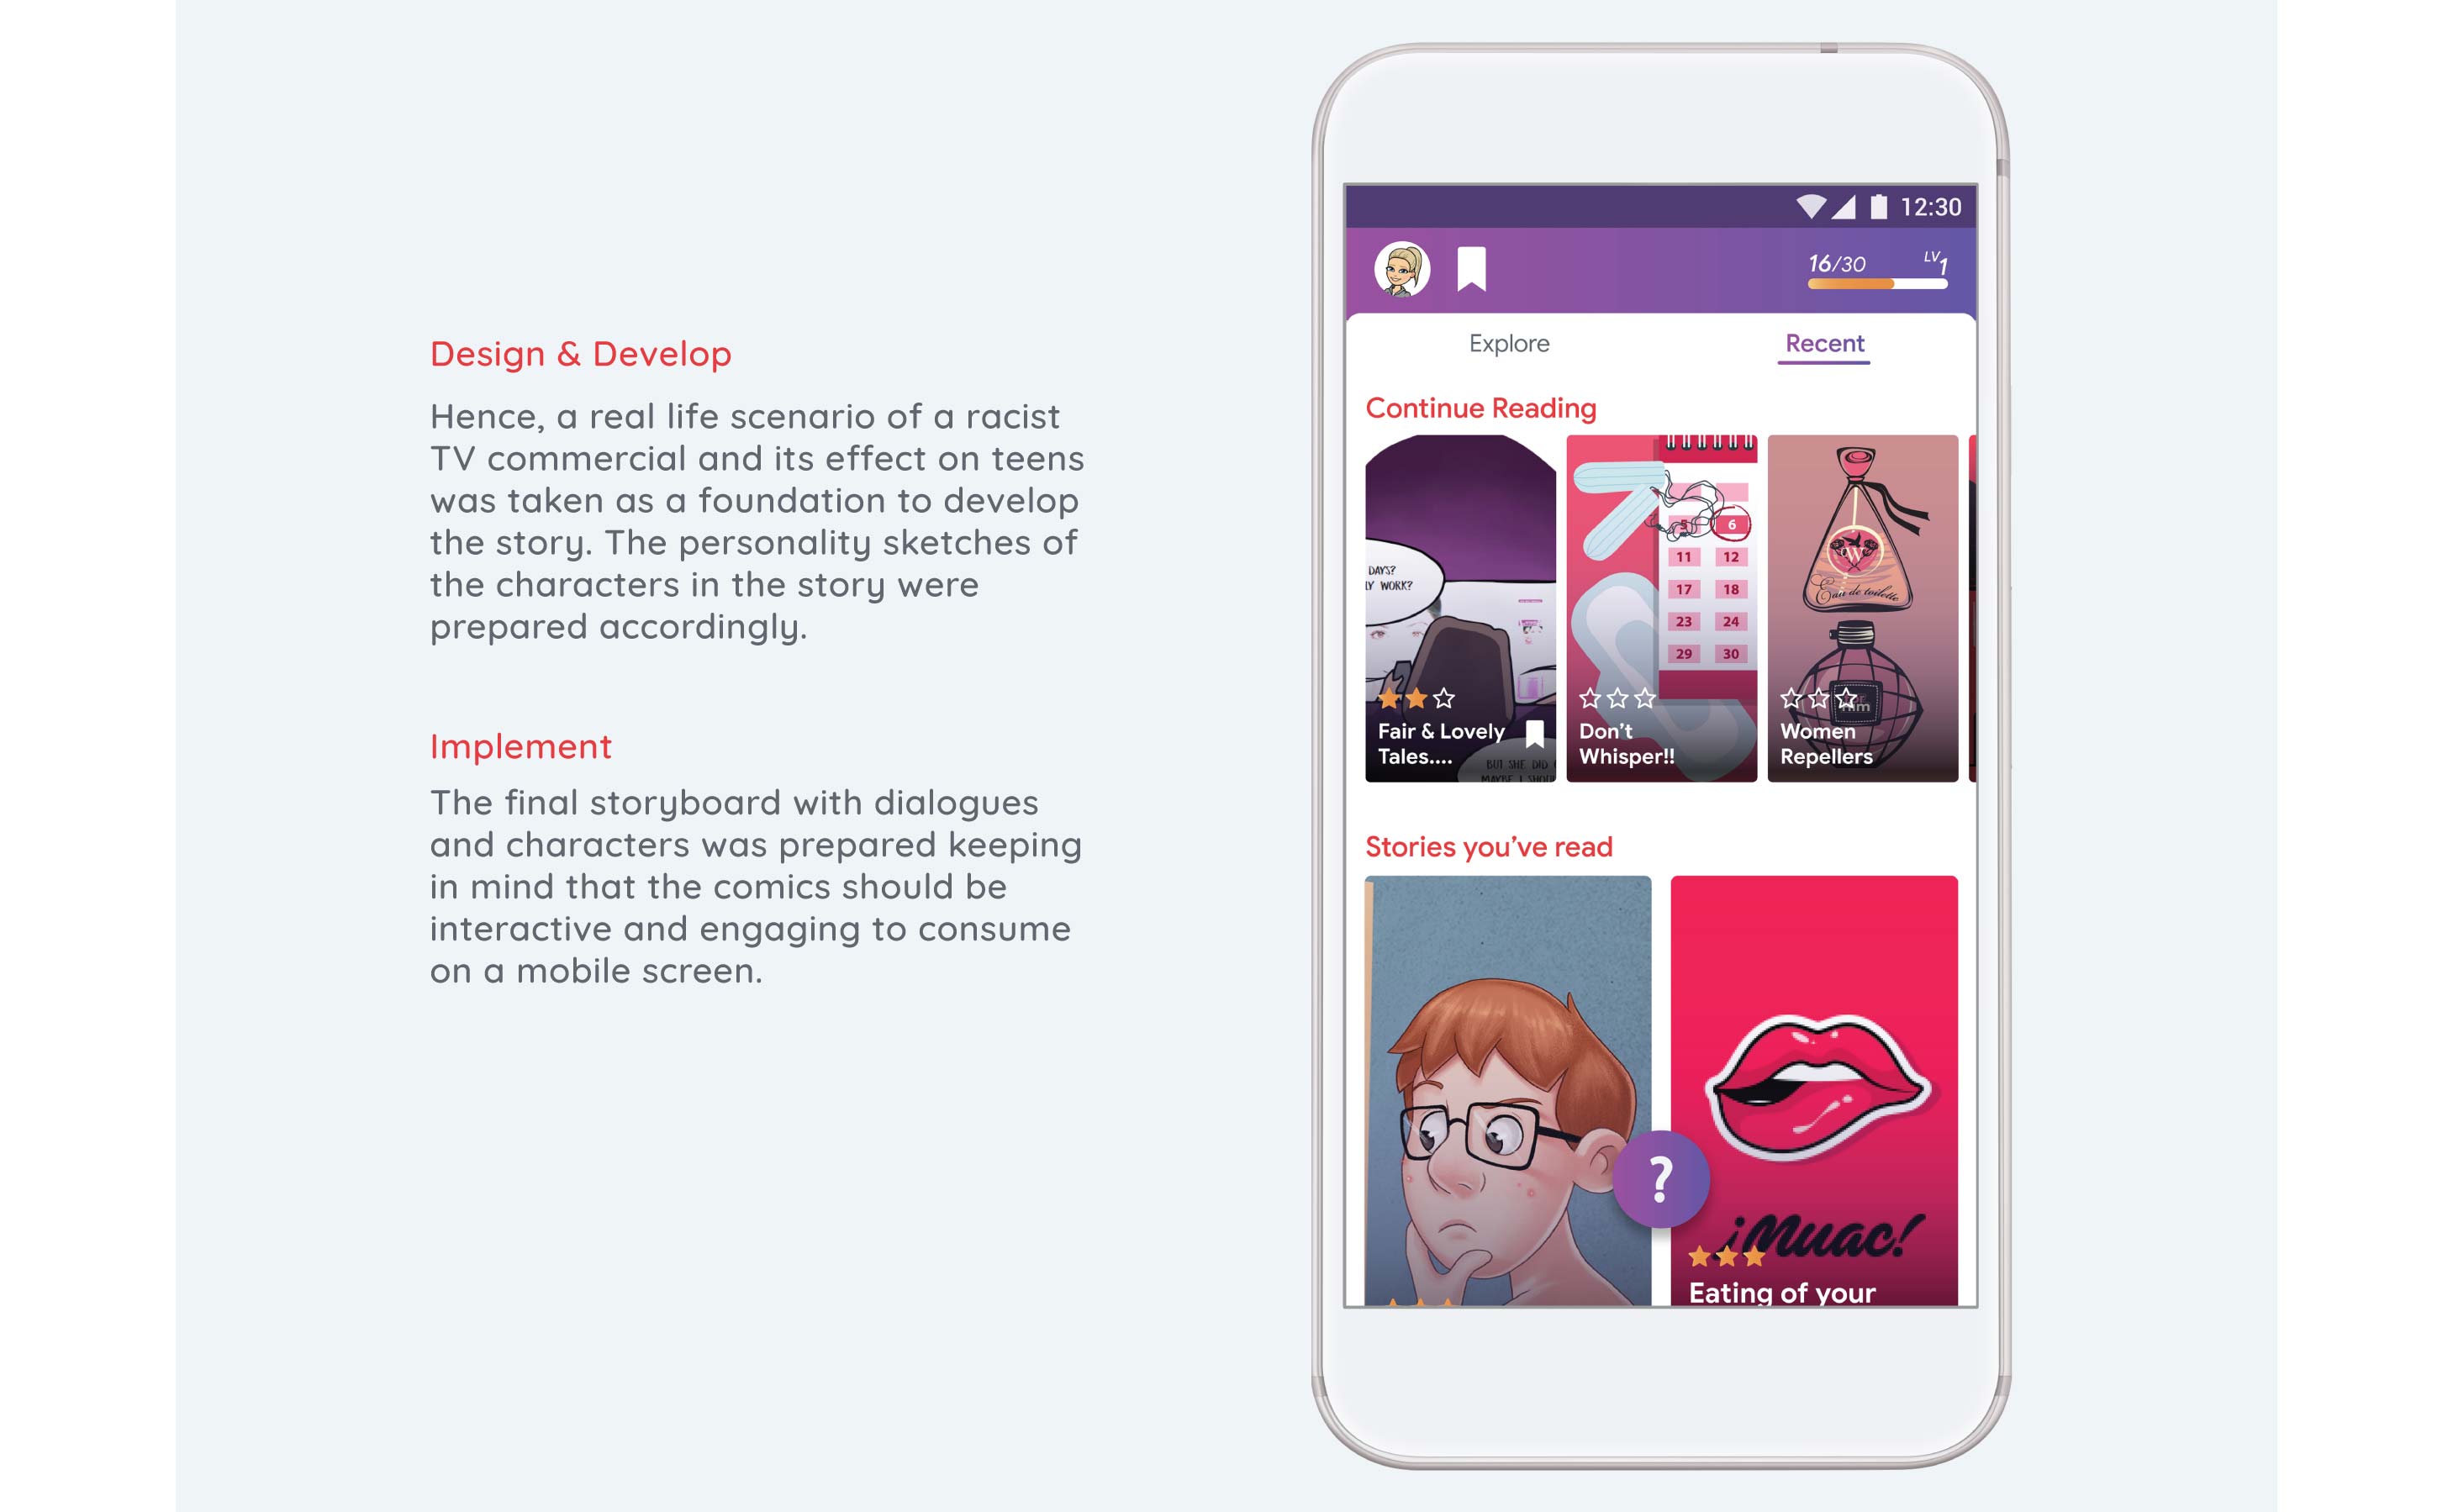 Design & Develop
Hence, a real life scenario of a racist
TV commercial and its effect on teens
was taken as a foundation to develop
the story. The personality sketches of
the characters in the story were
prepared accordingly.
Implement
The final storyboard with dialogues
and characters was prepared keeping
in mind that the comics should be
interactive and engaging to consume
on a mobile screen.
12:30
16/30
LV1
Explore
Recent
Continue Reading
DAYS?
WORK?
Fair & Lovely
Tales....
BUT SHE DID
5 6
11 12
17 18
23 24
29 30
Don't
Whisper!!
W
Eau de toilette
Women
Repellers
Stories you've read
?
¡Muac!
Eating of your